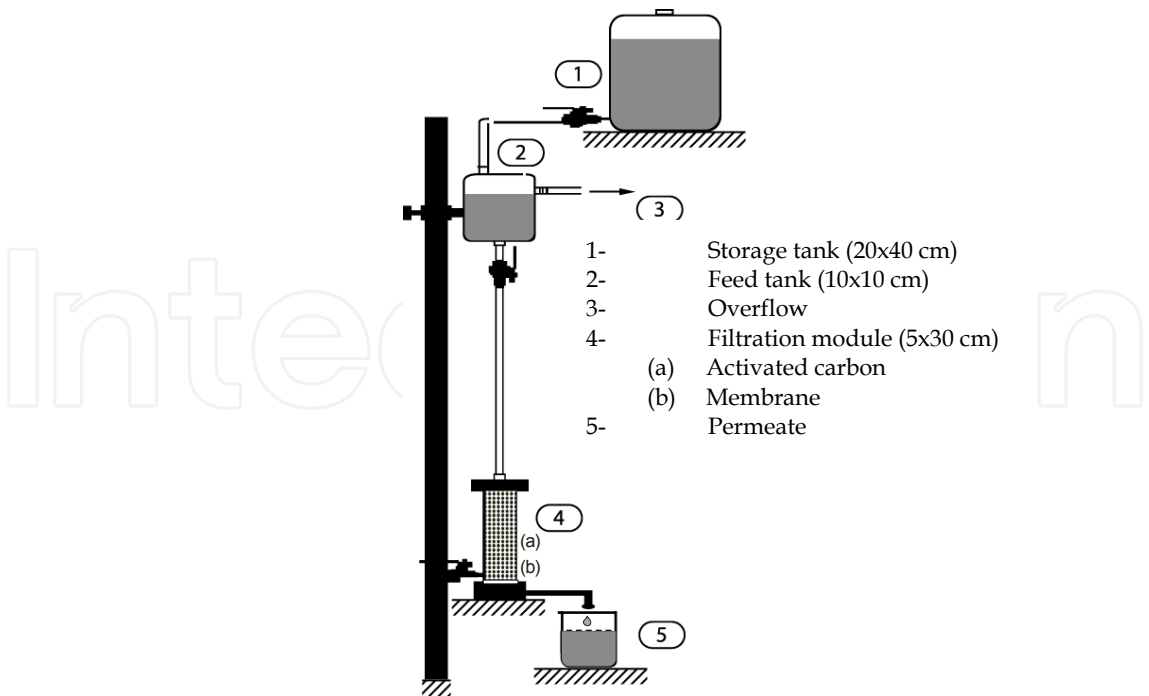 1
2
3
1- Storage tank (20x40 cm)
2- Feed tank (10x10 cm)
3- Overflow
4- Filtration module (5x30 cm)
(a) Activated carbon
(b) Membrane
5- Permeate
4
(a)
(b)
5